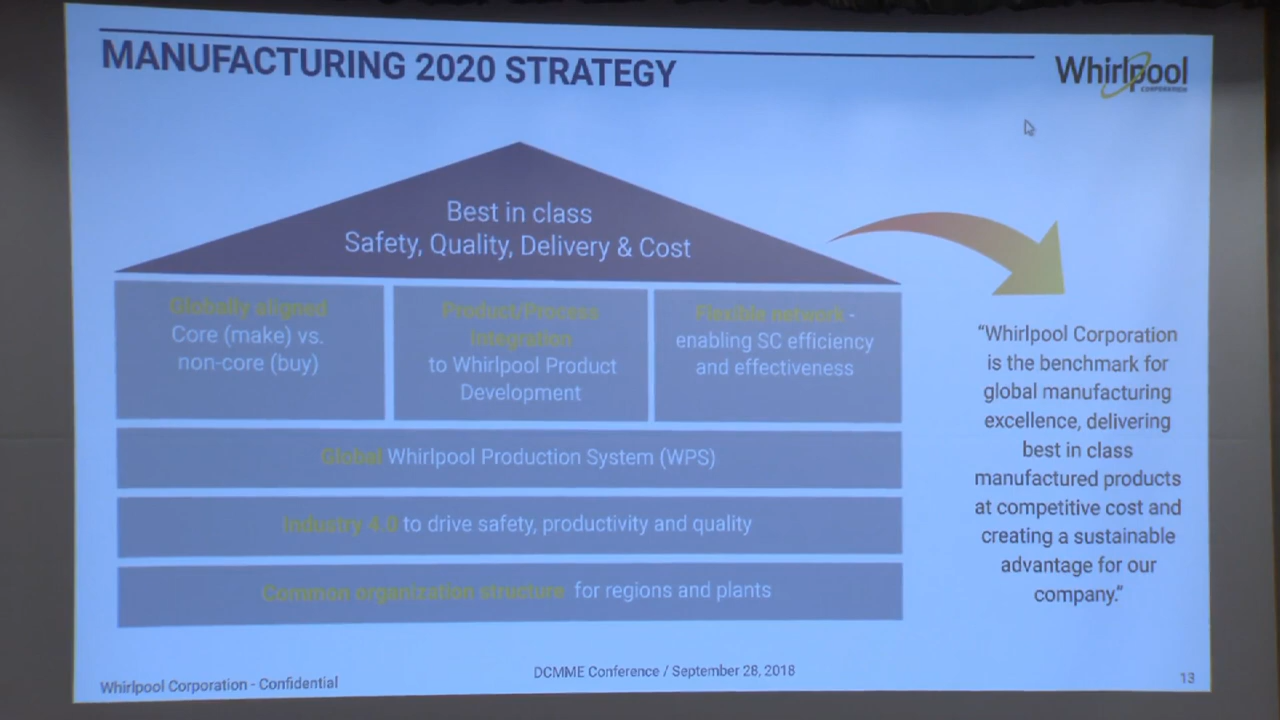 MANUFACTURING 2020 STRATEGY
Whirlpool
CORPORATION
Best in class
Safety, Quality, Delivery & Cost
Globally aligned
Core (make) vs.
non-core (buy)
Product/Process
integration
to Whirlpool Product
Development
Flexible network -
enabling SC efficiency
and effectiveness
Global Whirlpool Production System (WPS)
Industry 4.0 to drive safety, productivity and quality
Common organization structure for regions and plants
“Whirlpool Corporation
is the benchmark for
global manufacturing
excellence, delivering
best in class
manufactured products
at competitive cost and
creating a sustainable
advantage for our
company.”
Whirlpool Corporation - Confidential
DCMME Conference / September 28, 2018
13